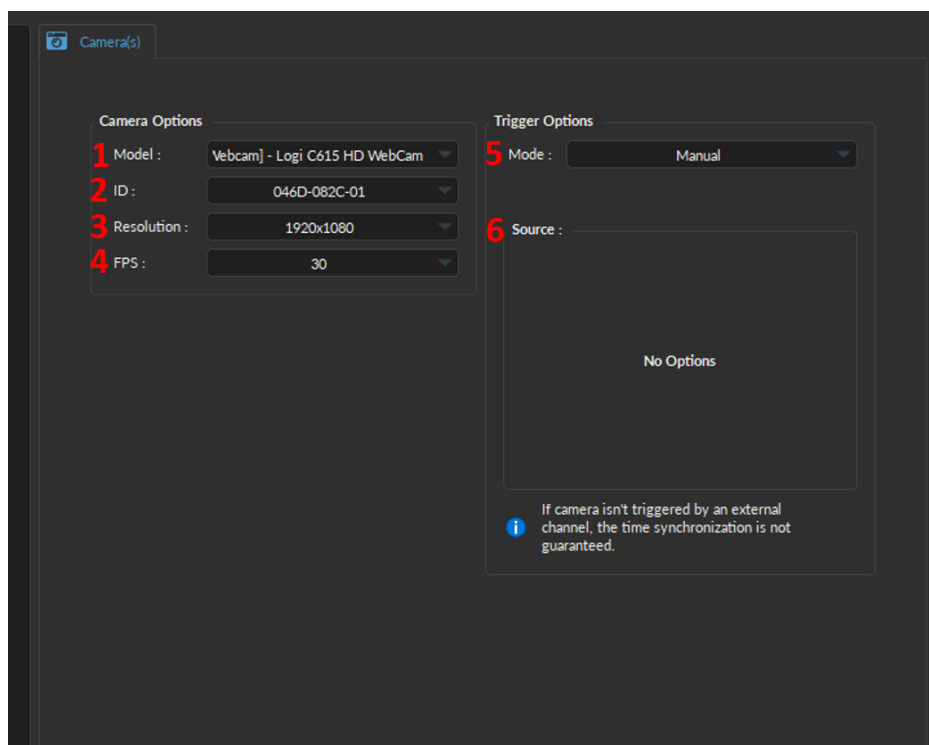 Camera(s)
Camera Options
1 Model : Vebcam] - Logi C615 HD WebCam
2 ID : 046D-082C-01
3 Resolution : 1920x1080
4 FPS : 30
Trigger Options
5 Mode : Manual
6 Source :
No Options
If camera isn't triggered by an external
channel, the time synchronization is not
guaranteed.